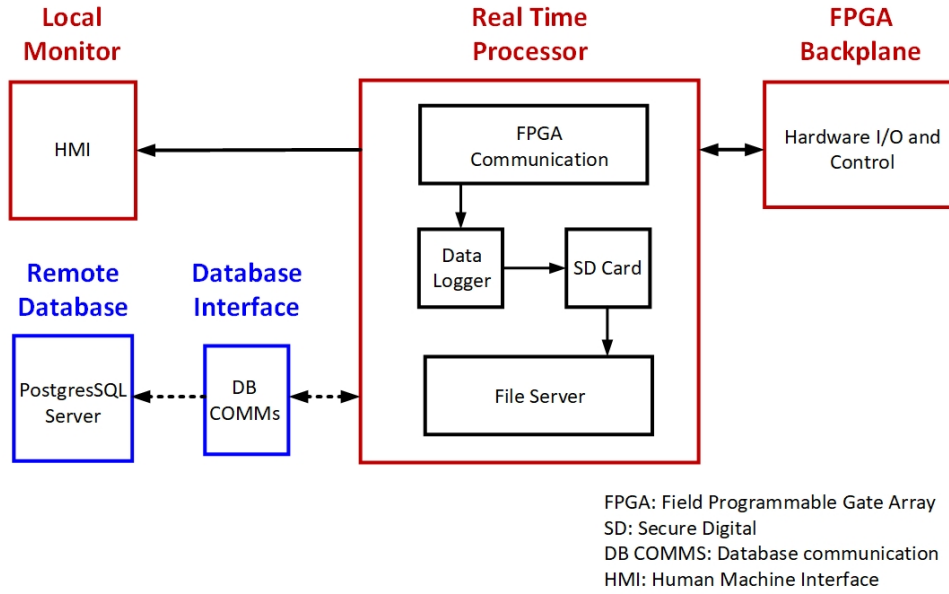 Local
Monitor
Real Time
Processor
FPGA
Backplane
HMI
FPGA
Communication
Hardware I/O and
Control
Data
Logger
SD Card
Remote
Database
Database
Interface
PostgresSQL
Server
DB
COMMs
File Server
FPGA: Field Programmable Gate Array
SD: Secure Digital
DB COMMS: Database communication
HMI: Human Machine Interface